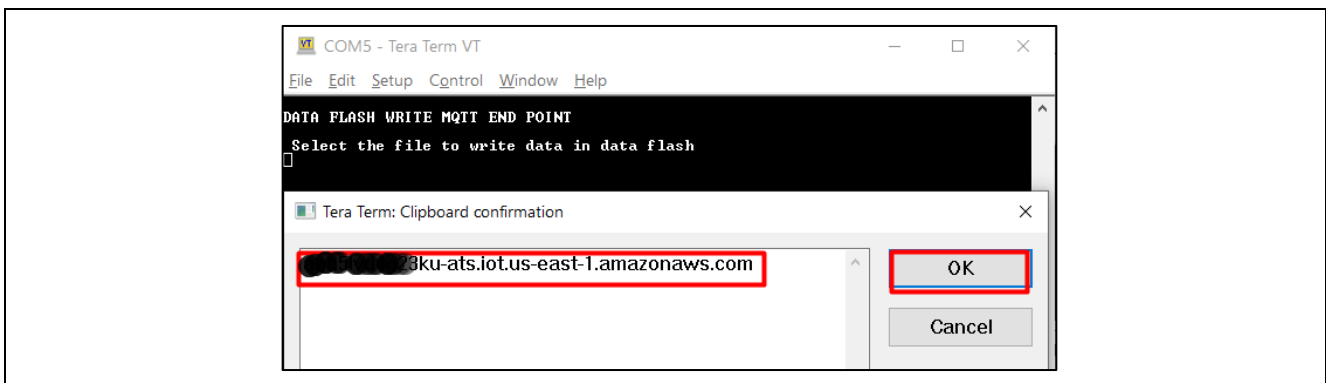 COM5 - Tera Term VT
File Edit Setup Control Window Help
DATA FLASH WRITE MQTT END POINT
Select the file to write data in data flash
Tera Term: Clipboard confirmation
23ku-ats.iot.us-east-1.amazonaws.com
OK
Cancel